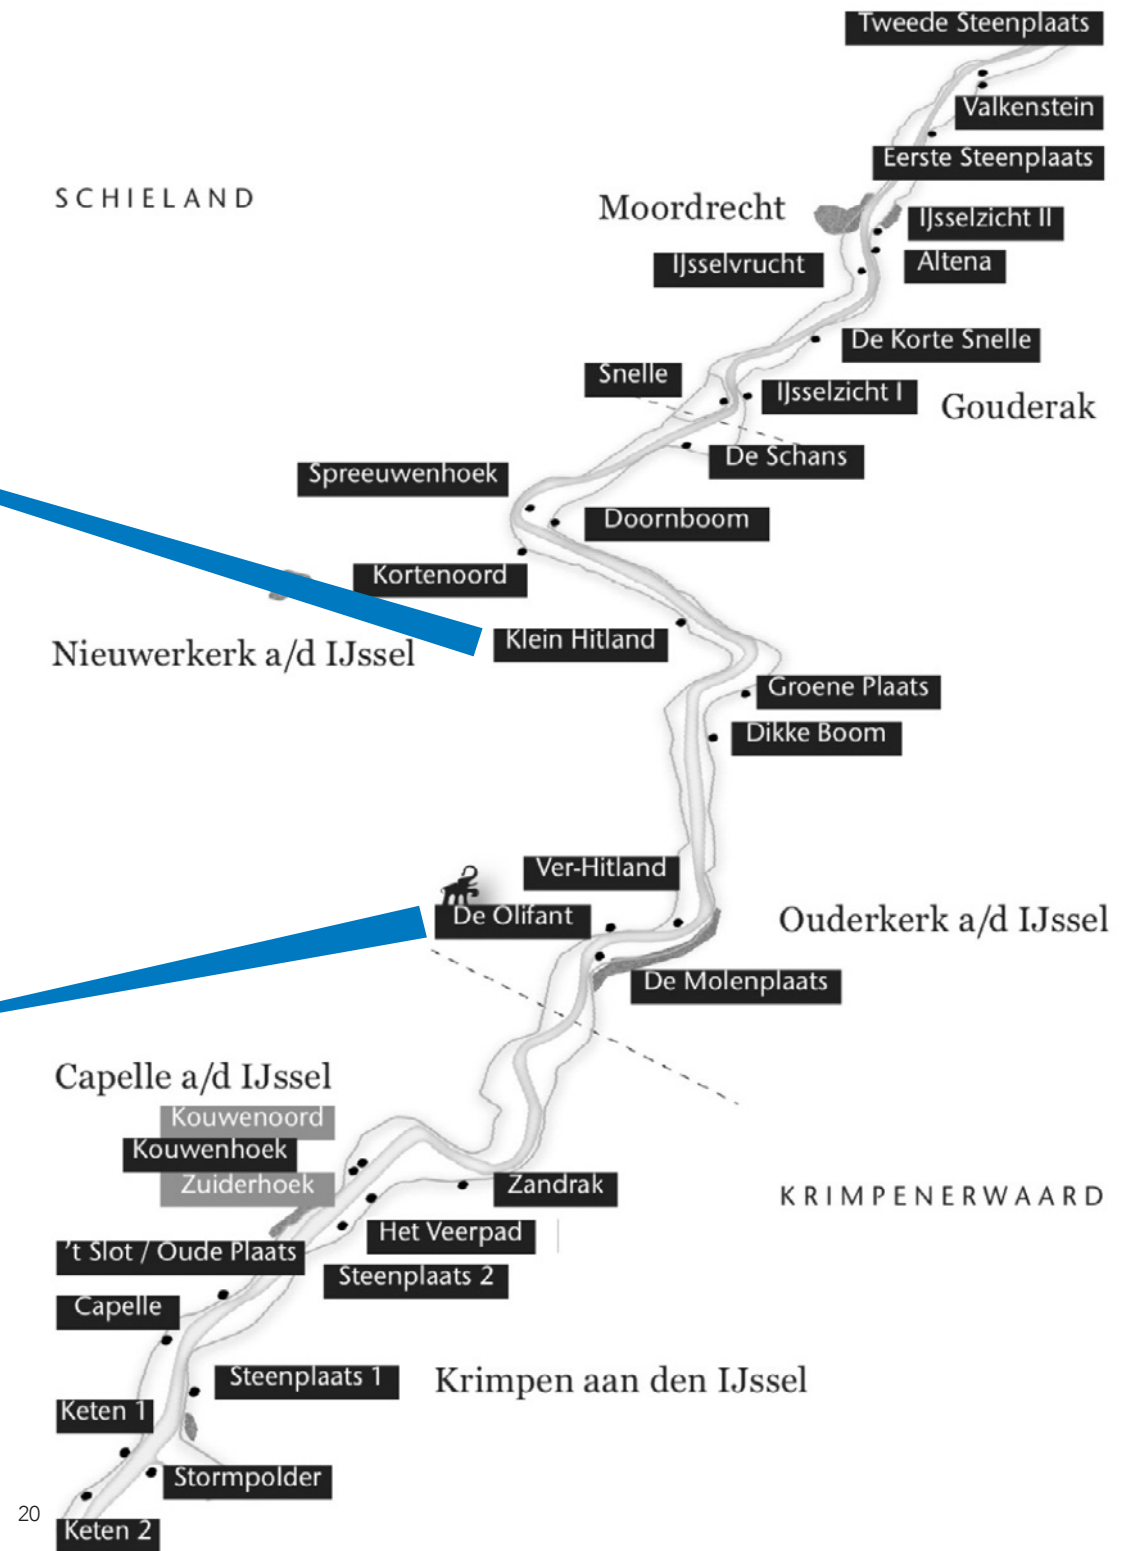 Tweede Steenplaats
Valkenstein
Eerste Steenplaats
SCHIELAND
Moordrecht
IJsselzicht II
IJsselvrucht
Altena
De Korte Snelle
Snelle
IJsselzicht I
Gouderak
De Schans
Spreeuwenhoek
Doornboom
Kortenoord
Klein Hitland
Nieuwerkerk a/d IJssel
Groene Plaats
Dikke Boom
Ver-Hitland
De Olifant
Ouderkerk a/d IJssel
De Molenplaats
Capelle a/d IJssel
Kouwenoord
Kouwenhoek
Zuiderhoek
Zandrak
KRIMPENERWAARD
Het Veerpad
't Slot / Oude Plaats
Steenplaats 2
Capelle
Steenplaats 1
Krimpen aan den IJssel
Keten 1
Stormpolder
20
Keten 2